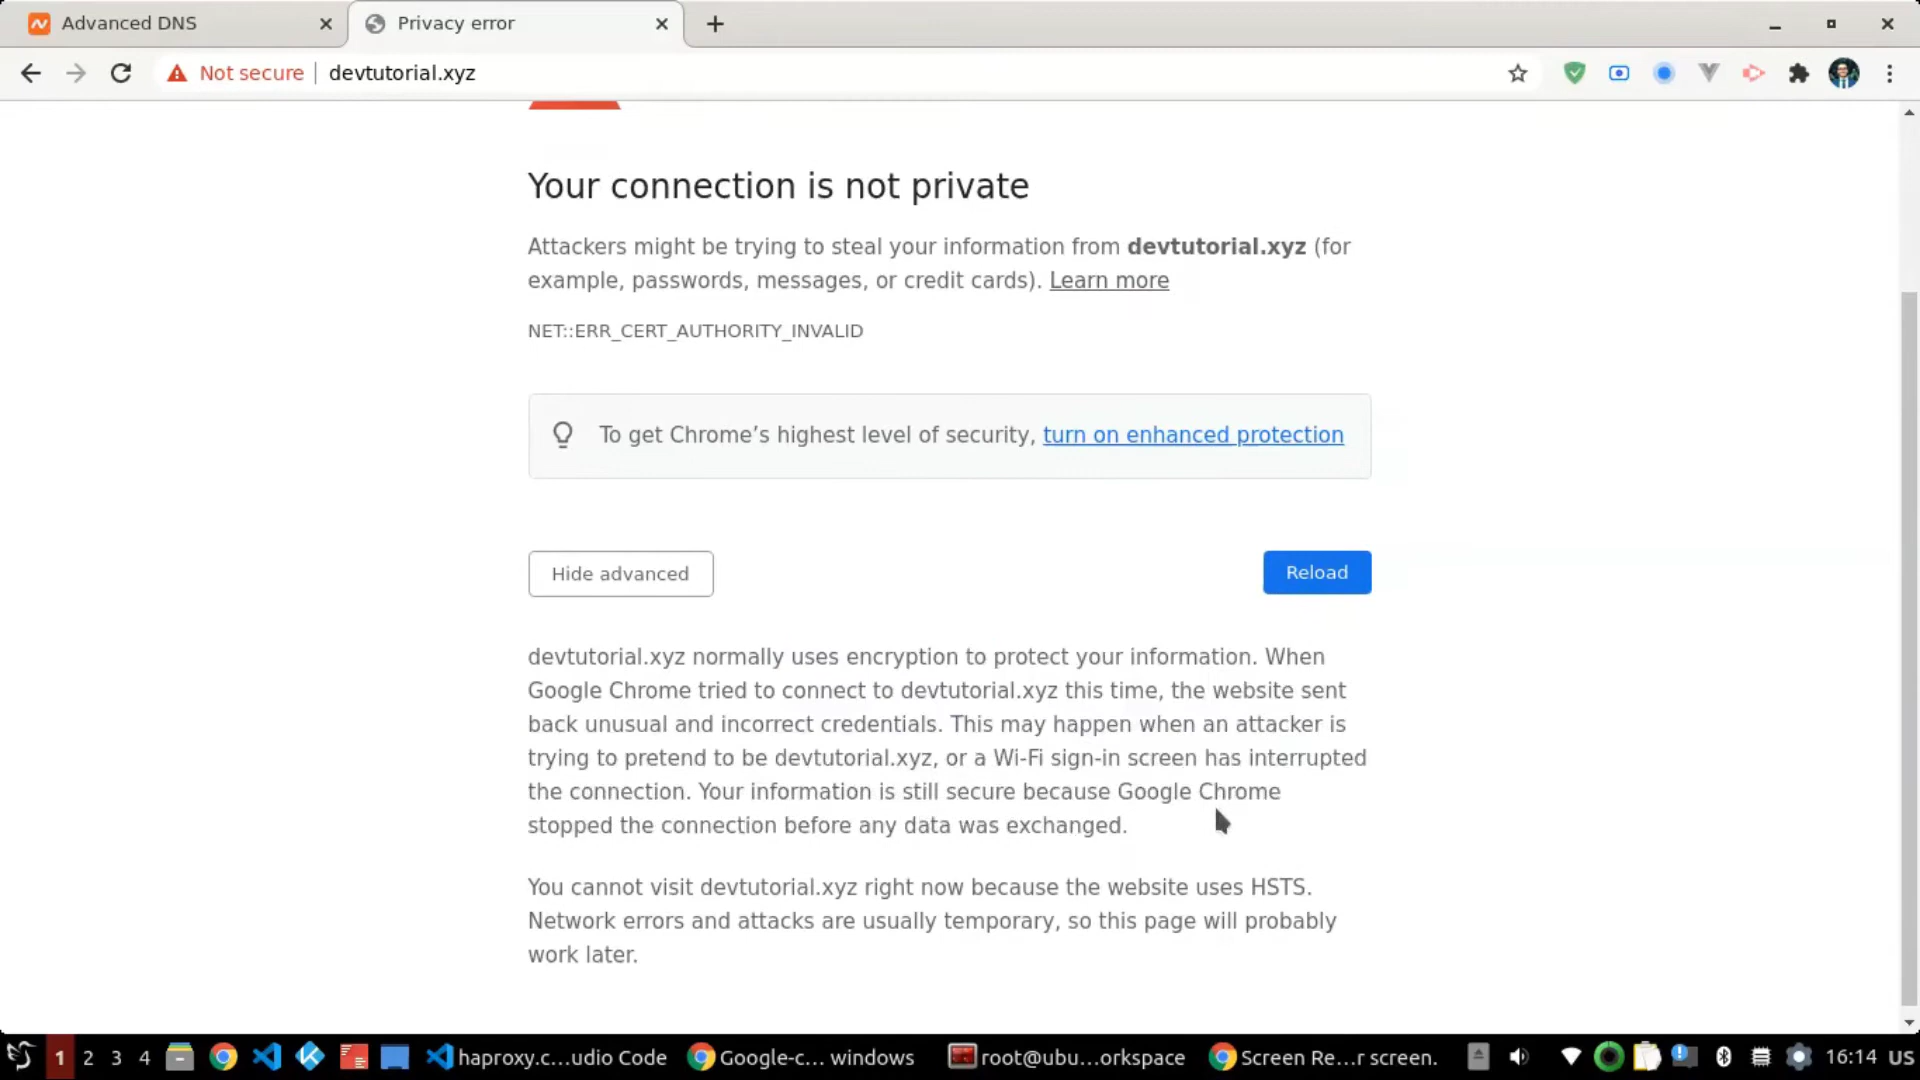 Advanced DNS
Privacy error
Not secure
devtutorial.xyz
Your connection is not private
Attackers might be trying to steal your information from devtutorial.xyz (for
example, passwords, messages, or credit cards). Learn more
NET::ERR_CERT_AUTHORITY_INVALID
To get Chrome’s highest level of security, turn on enhanced protection
Hide advanced
Reload
devtutorial.xyz normally uses encryption to protect your information. When
Google Chrome tried to connect to devtutorial.xyz this time, the website sent
back unusual and incorrect credentials. This may happen when an attacker is
trying to pretend to be devtutorial.xyz, or a Wi-Fi sign-in screen has interrupted
the connection. Your information is still secure because Google Chrome
stopped the connection before any data was exchanged.
You cannot visit devtutorial.xyz right now because the website uses HSTS.
Network errors and attacks are usually temporary, so this page will probably
work later.
1 2 3 4 haproxy.c...udio Code Google-c... windows root@ubu...orkspace Screen Re...r screen. 16:14 US